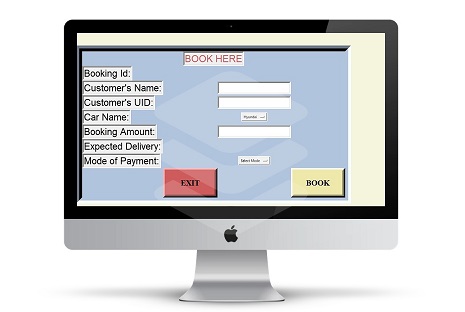 BOOK HERE
Booking Id:
Customer's Name:
Customer's UID:
Car Name: Hyundai
Booking Amount:
Expected Delivery:
Mode of Payment: Select Mode
EXIT BOOK